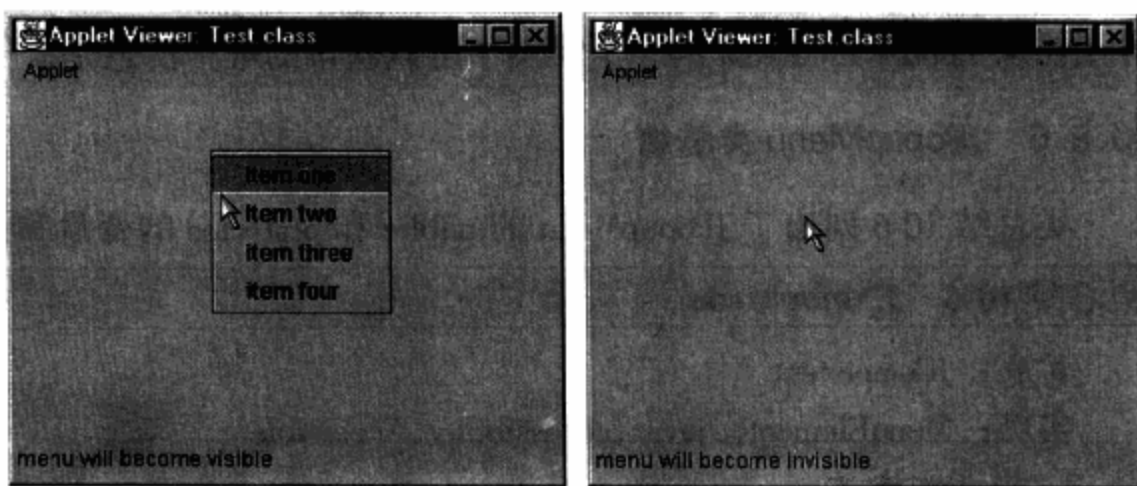 Applet Viewer: Test.class
Applet
item one
item two
item three
item four
menu will become visible
Applet Viewer: Test.class
Applet
menu will become invisible